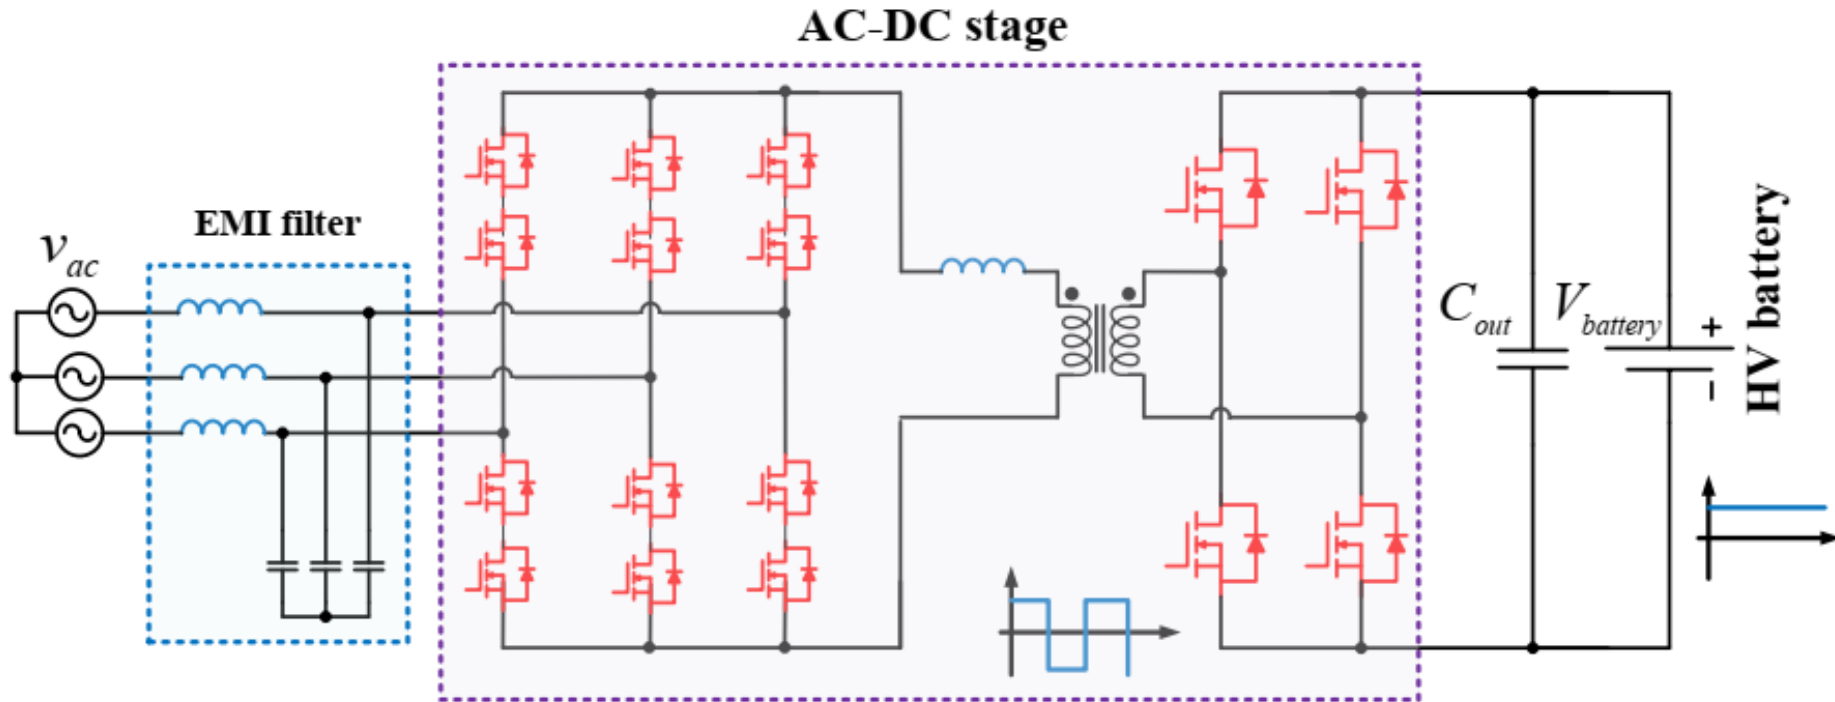 AC-DC stage
EMI filter
v_ac
C_out
V_battery
+
−
HV battery